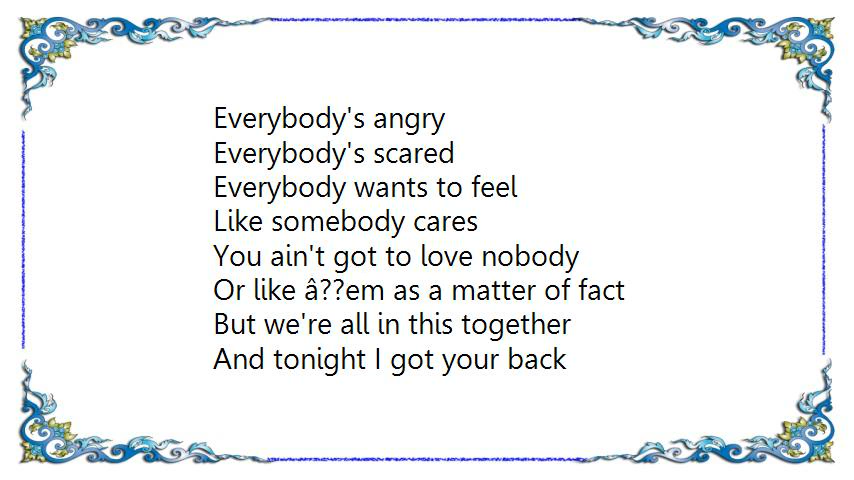 Everybody's angry
Everybody's scared
Everybody wants to feel
Like somebody cares
You ain't got to love nobody
Or like â??em as a matter of fact
But we're all in this together
And tonight I got your back